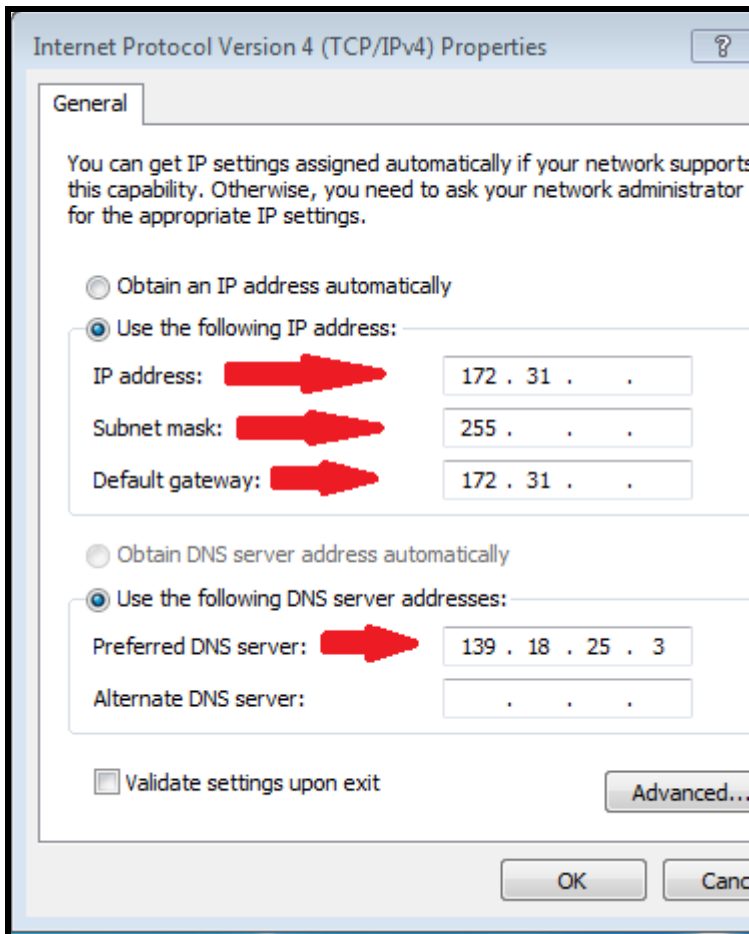 Internet Protocol Version 4 (TCP/IPv4) Properties
?
General
You can get IP settings assigned automatically if your network supports
this capability. Otherwise, you need to ask your network administrator
for the appropriate IP settings.
Obtain an IP address automatically
Use the following IP address:
IP address: 172 . 31 . .
Subnet mask: 255 . . .
Default gateway: 172 . 31 . .
Obtain DNS server address automatically
Use the following DNS server addresses:
Preferred DNS server: 139 . 18 . 25 . 3
Alternate DNS server: . . .
Validate settings upon exit
Advanced...
OK Canc